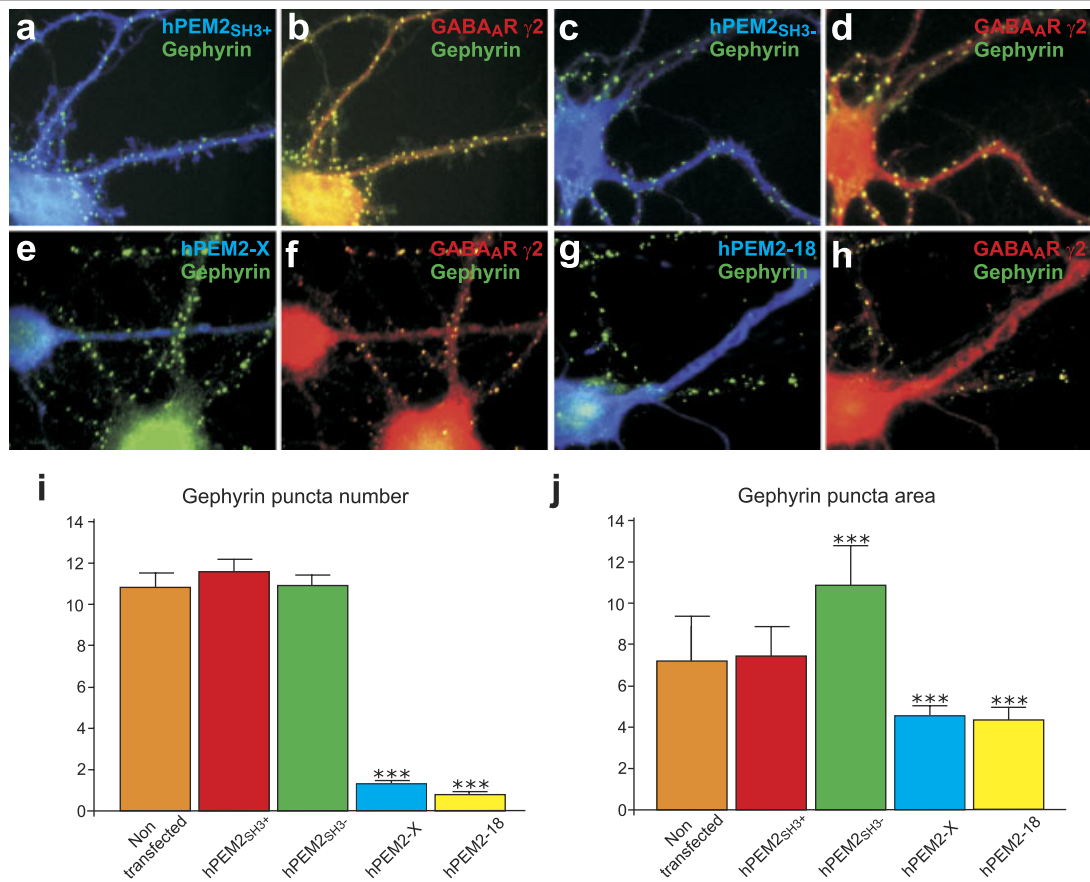 a
hPEM2SH3+
Gephyrin
b
GABAAR γ2
Gephyrin
c
hPEM2SH3-
Gephyrin
d
GABAAR γ2
Gephyrin
e
hPEM2-X
Gephyrin
f
GABAAR γ2
Gephyrin
g
hPEM2-18
Gephyrin
h
GABAAR γ2
Gephyrin
i
Gephyrin puncta number
14
12
10
8
6
4
2
0
***
***
Non
transfected
hPEM2SH3+
hPEM2SH3-
hPEM2-X
hPEM2-18
j
Gephyrin puncta area
14
12
10
8
6
4
2
0
***
***
***
Non
transfected
hPEM2SH3+
hPEM2SH3-
hPEM2-X
hPEM2-18